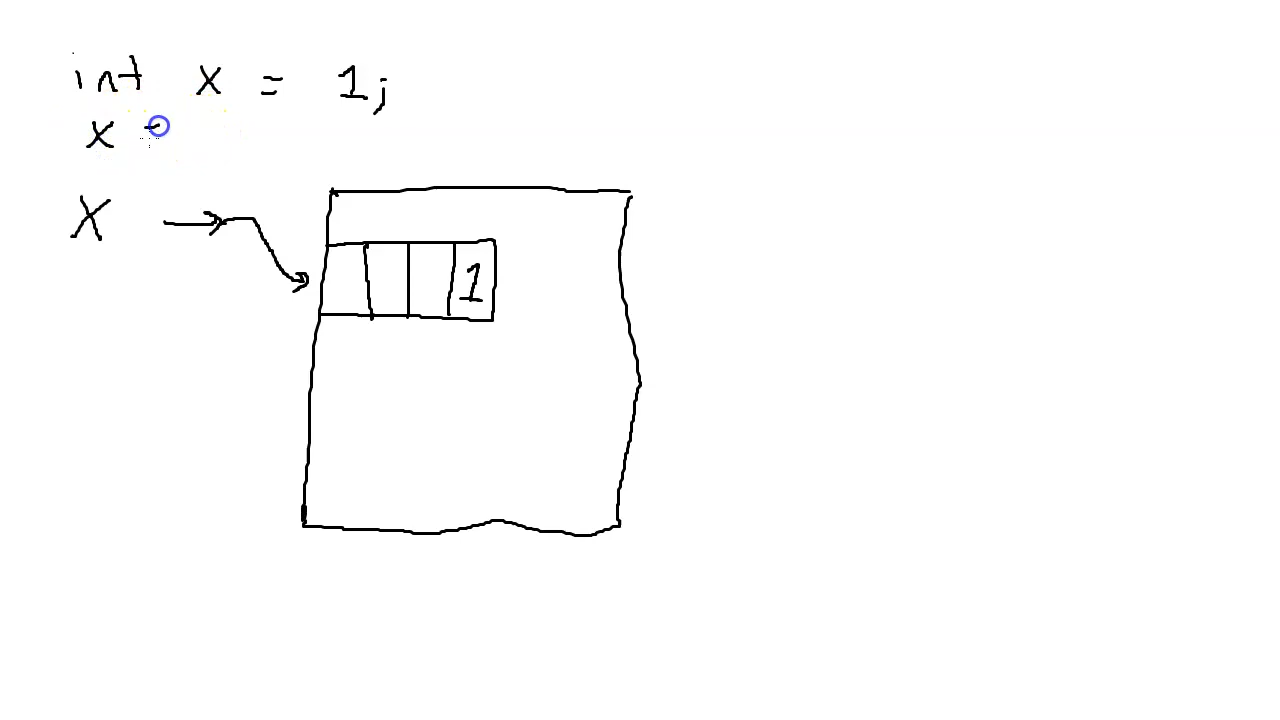 int x = 1;
x
X
1